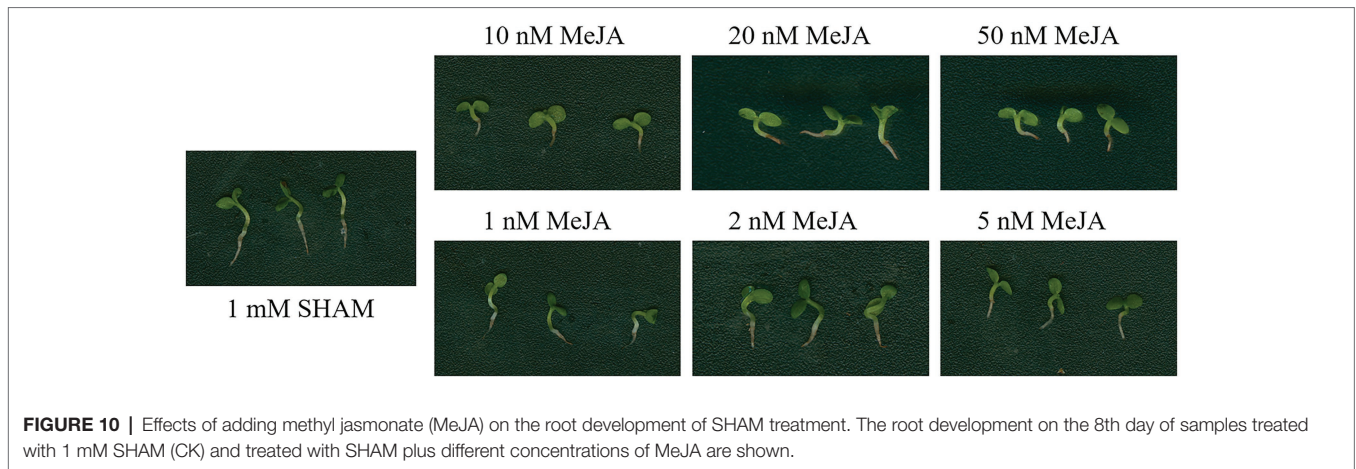 10 nM MeJA
20 nM MeJA
50 nM MeJA
1 mM SHAM
1 nM MeJA
2 nM MeJA
5 nM MeJA
FIGURE 10 | Effects of adding methyl jasmonate (MeJA) on the root development of SHAM treatment. The root development on the 8th day of samples treated
with 1 mM SHAM (CK) and treated with SHAM plus different concentrations of MeJA are shown.